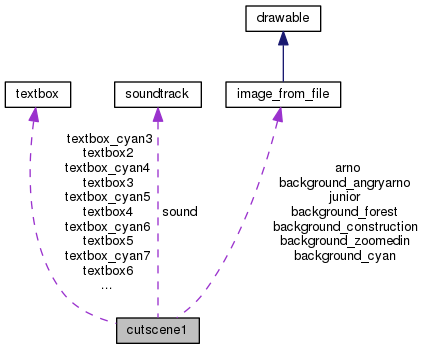 drawable
textbox
soundtrack
image_from_file
textbox_cyan3
textbox2
textbox_cyan4
textbox3
textbox_cyan5
textbox4
textbox_cyan6
textbox5
textbox_cyan7
textbox6
...
sound
arno
background_angryarno
junior
background_forest
background_construction
background_zoomedin
background_cyan
cutscene1